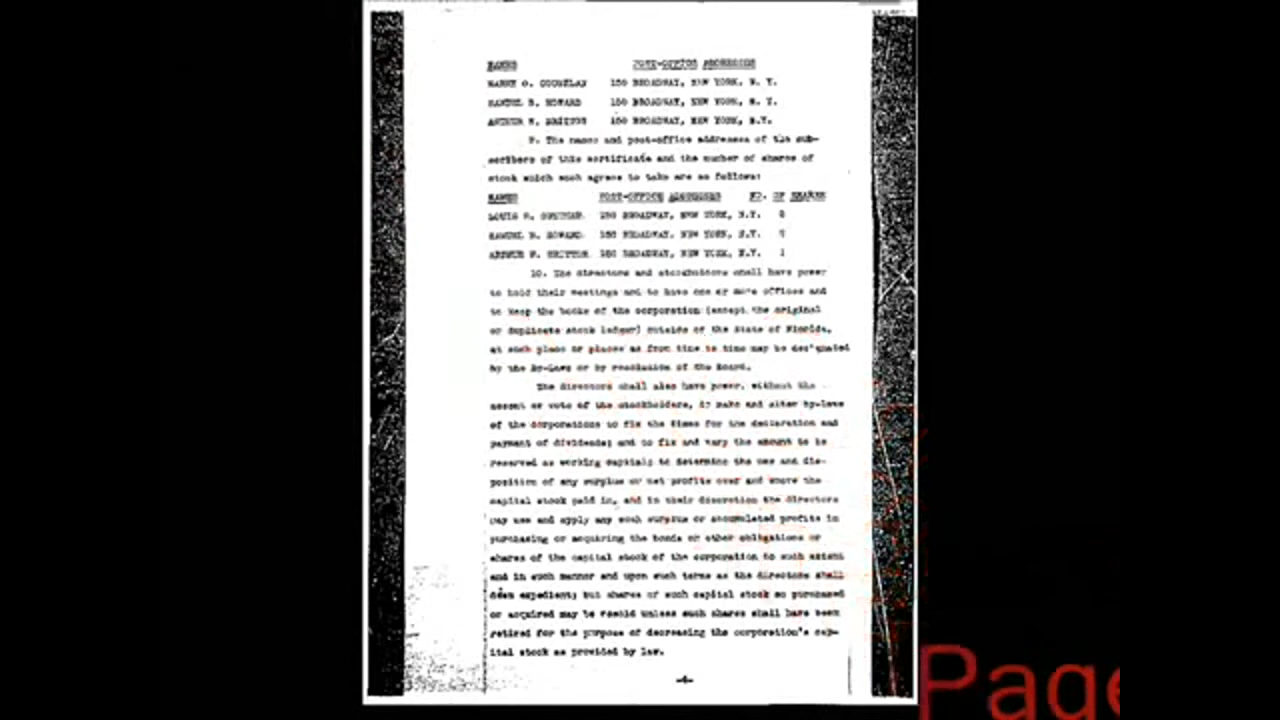 NAMES POST-OFFICE ADDRESSES
HARRY O. 150 BROADWAY, NEW YORK, N. Y.
SAMUEL B. HOWARD 150 BROADWAY, NEW YORK, N. Y.
ARTHUR W. BRITTON 150 BROADWAY, NEW YORK, N.Y.
9. The names and post-office addresses of the sub-
scribers of this certificate and the number of shares of
stock which each agrees to take are as follows:
NAMES POST-OFFICE ADDRESSES NO. OF SHARES
LOUIS 150 BROADWAY, NEW YORK, N.Y.
SAMUEL B. HOWARD 150 BROADWAY, NEW YORK, N.Y.
ARTHUR W. BRITTON 150 BROADWAY, NEW YORK, N.Y. 1
10. The directors and stockholders shall have power
to hold their meetings and to have one or more offices and
to keep the books of the corporation (except the original
or duplicate stock ledger) outside of the State of Florida,
at such place or places as from time to time may be designated
by the By-Laws or by resolution of the Board.
The directors shall also have power, without the
assent or vote of the stockholders, to make and alter by-laws
of the corporation; to fix the times for the declaration and
payment of dividends; and to fix and vary the amount to be
reserved as working capital; to determine the use and dis-
position of any surplus or net profits over and above the
capital stock paid in, and in their discretion the directors
may use and apply any such surplus or accumulated profits in
purchasing or acquiring the bonds or other obligations or
shares of the capital stock of the corporation to such extent
and in such manner and upon such terms as the directors shall
deem expedient; but shares of such capital stock so purchased
or acquired may be resold unless such shares shall have been
retired for the purpose of decreasing the corporation's cap-
ital stock as provided by law.
-4-
Page